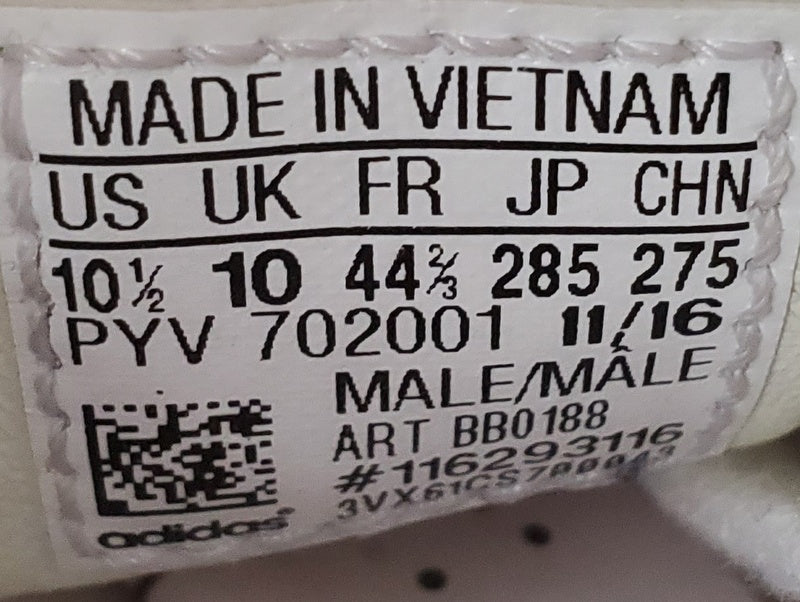 MADE IN VIETNAM
US UK FR JP CHN
10½ 10 44⅔ 285 275
PYV 702001 11/16
MALE/MÂLE
ART BB0188
#116293116
adidas